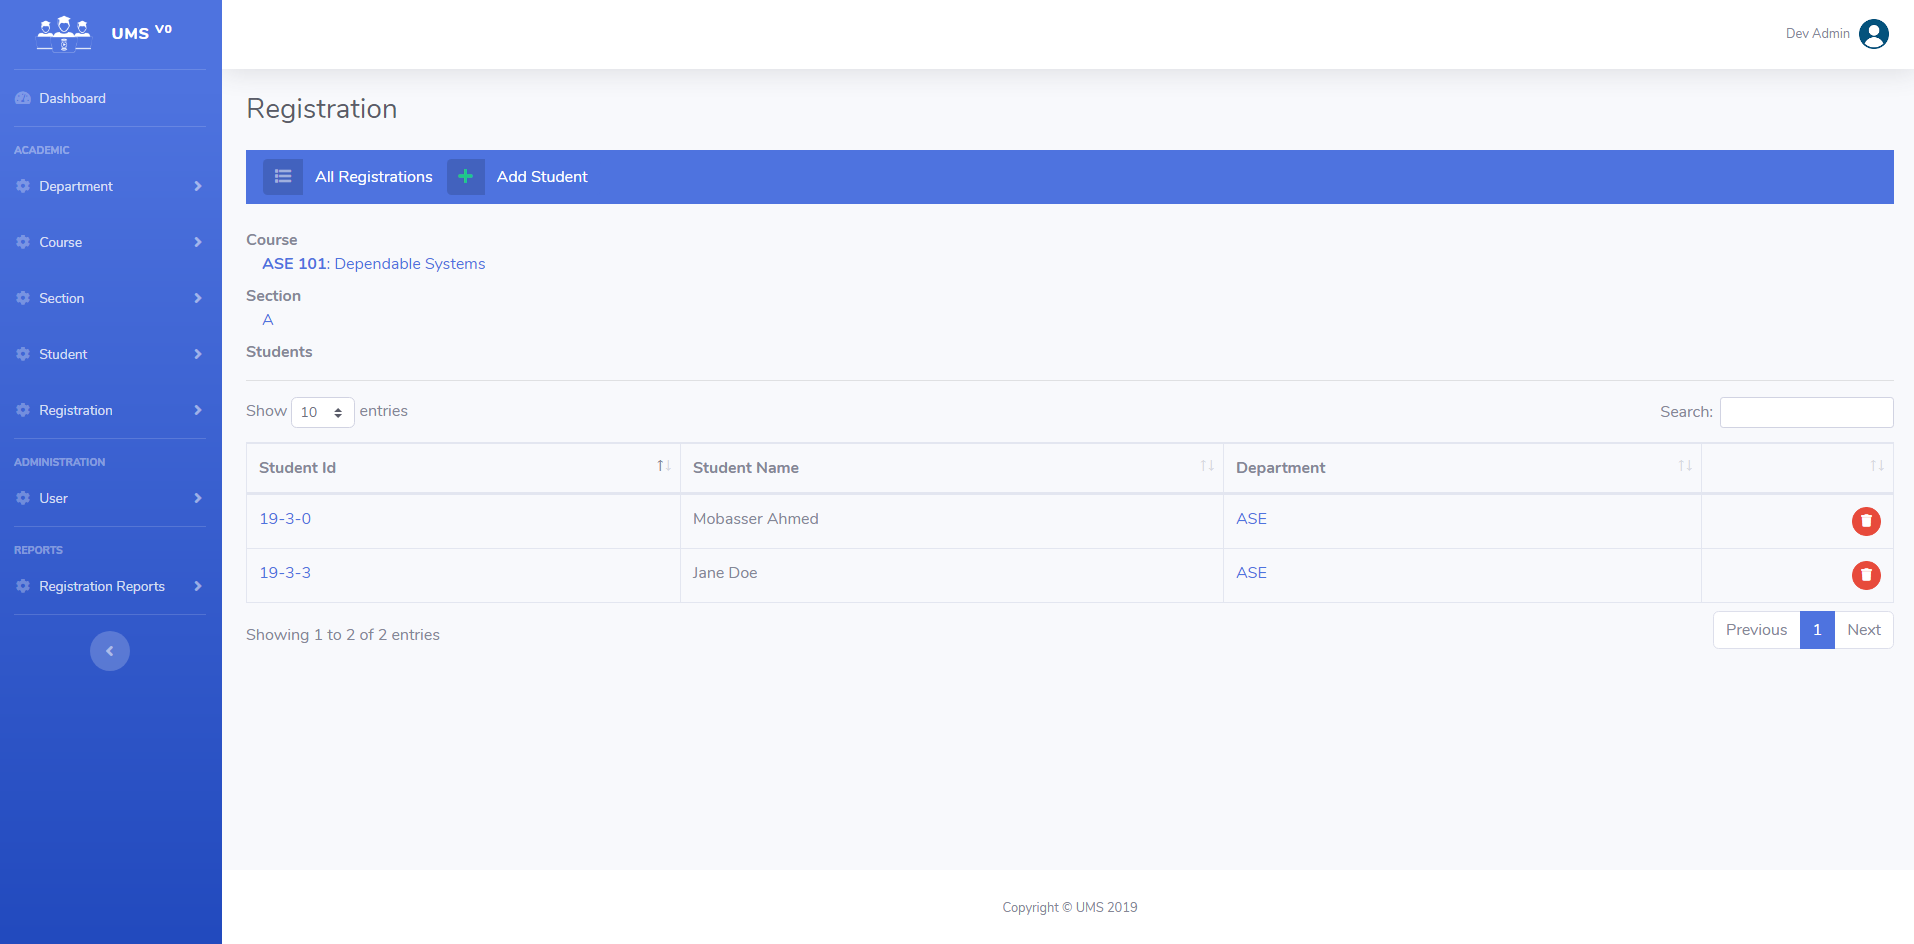 UMS V0
Dev Admin
Dashboard
ACADEMIC
Department
Course
Section
Student
Registration
ADMINISTRATION
User
REPORTS
Registration Reports
Registration
All Registrations Add Student
Course
ASE 101: Dependable Systems
Section
A
Students
Show 10 entries Search:
Student Id Student Name Department
19-3-0 Mobasser Ahmed ASE
19-3-3 Jane Doe ASE
Showing 1 to 2 of 2 entries Previous 1 Next
Copyright © UMS 2019